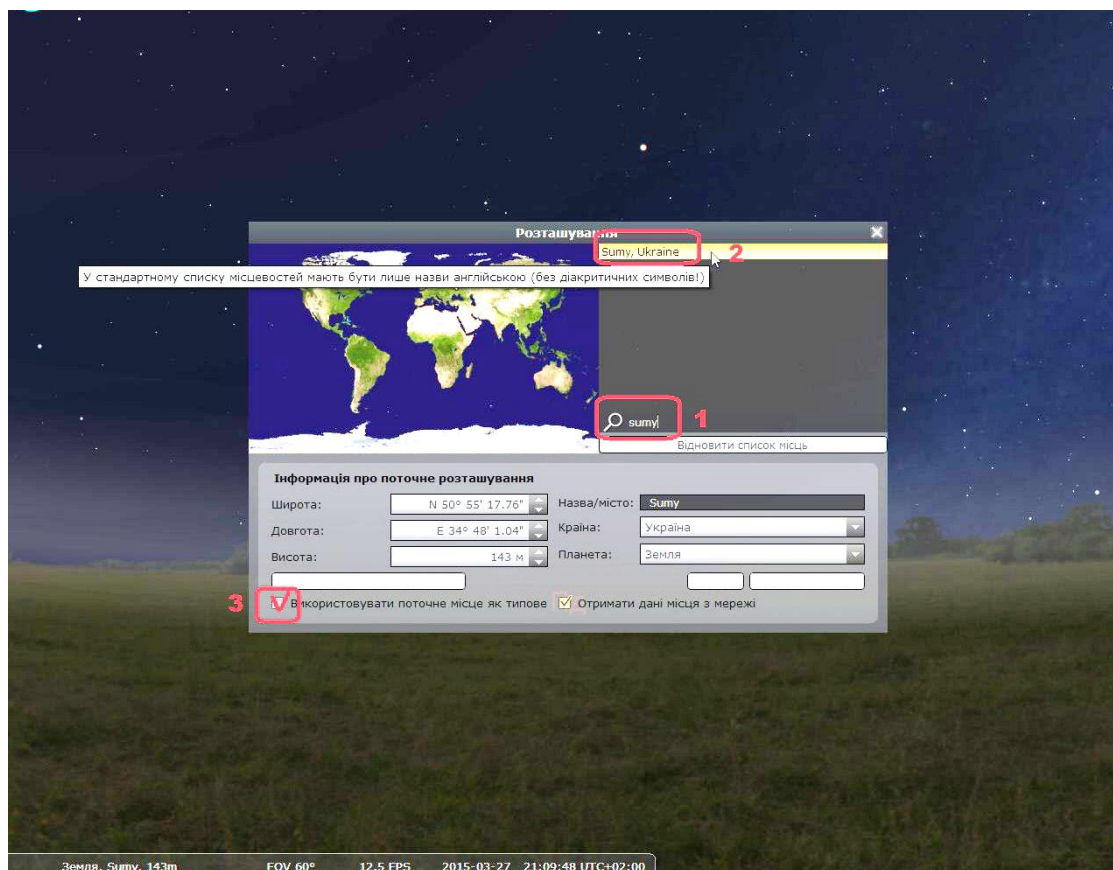 Розташування
Sumy, Ukraine
2
У стандартному списку місцевостей мають бути лише назви англійською (без діакритичних символів!)
sumy
1
Відновити список місць
Інформація про поточне розташування
Широта:
N 50° 55' 17.76"
Назва/місто:
Sumy
Довгота:
E 34° 48' 1.04"
Країна:
Україна
Висота:
143 м
Планета:
Земля
3
Використовувати поточне місце як типове
Отримати дані місця з мережі
Земля, Sumy, 143m FOV 60° 12.5 FPS 2015-03-27 21:09:48 UTC+02:00